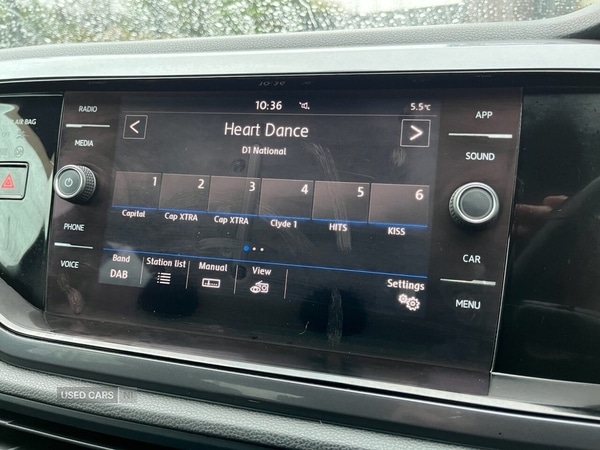 AIR BAG
RADIO
MEDIA
PHONE
VOICE
10:36
5.5°C
<
Heart Dance
>
D1 National
1 2 3 4 5 6
Capital Cap XTRA Cap XTRA Clyde 1 HITS KISS
Band Station list Manual View Settings
DAB
APP
SOUND
CAR
MENU
USED CARS NI